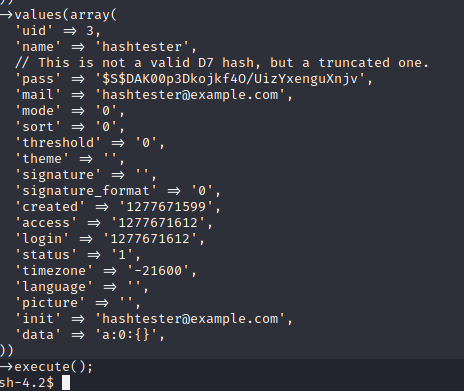 ))
->values(array(
  'uid' => 3,
  'name' => 'hashtester',
  // This is not a valid D7 hash, but a truncated one.
  'pass' => '$S$DAK00p3Dkojkf4O/UizYxenguXnjv',
  'mail' => 'hashtester@example.com',
  'mode' => '0',
  'sort' => '0',
  'threshold' => '0',
  'theme' => '',
  'signature' => '',
  'signature_format' => '0',
  'created' => '1277671599',
  'access' => '1277671612',
  'login' => '1277671612',
  'status' => '1',
  'timezone' => '-21600',
  'language' => '',
  'picture' => '',
  'init' => 'hashtester@example.com',
  'data' => 'a:0:{}',
))
->execute();
sh-4.2$